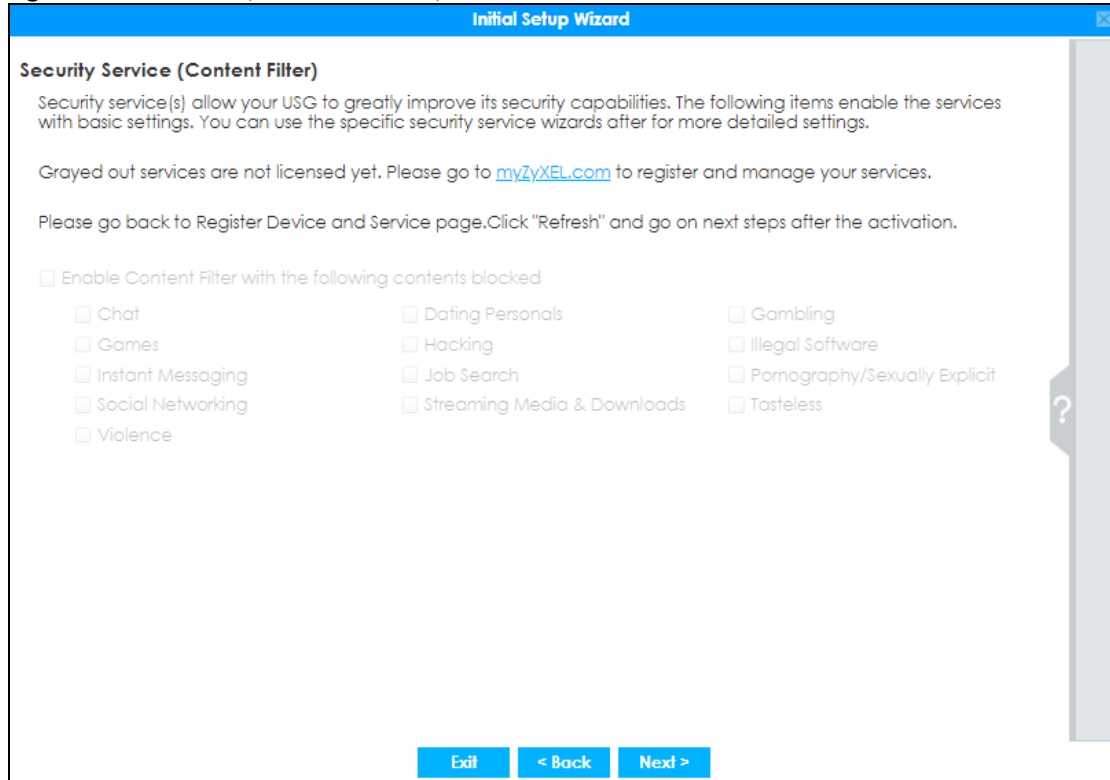 Initial Setup Wizard
Security Service (Content Filter)
Security service(s) allow your USG to greatly improve its security capabilities. The following items enable the services
with basic settings. You can use the specific security service wizards after for more detailed settings.
Grayed out services are not licensed yet. Please go to myZyXEL.com to register and manage your services.
Please go back to Register Device and Service page.Click "Refresh" and go on next steps after the activation.
Enable Content Filter with the following contents blocked
Chat Dating Personals Gambling
Games Hacking Illegal Software
Instant Messaging Job Search Pornography/Sexually Explicit
Social Networking Streaming Media & Downloads Tasteless
Violence
?
Exit < Back Next >